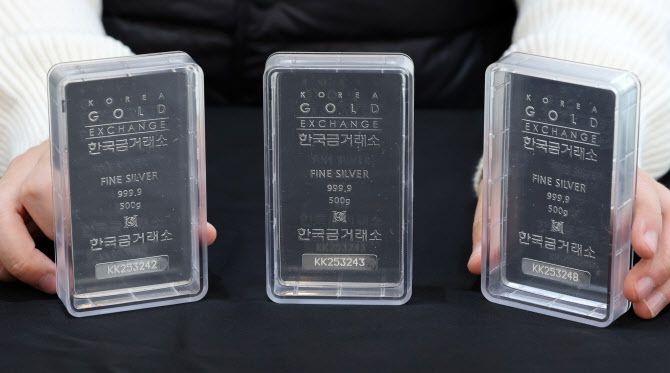 KOREA
GOLD
EXCHANGE
한국금거래소
FINE SILVER
999.9
500g
한국금거래소
KK253242
KOREA
GOLD
EXCHANGE
한국금거래소
FINE SILVER
999.9
500g
한국금거래소
KK253243
KOREA
GOLD
EXCHANGE
한국금거래소
FINE SILVER
999.9
500g
한국금거래소
KK253248